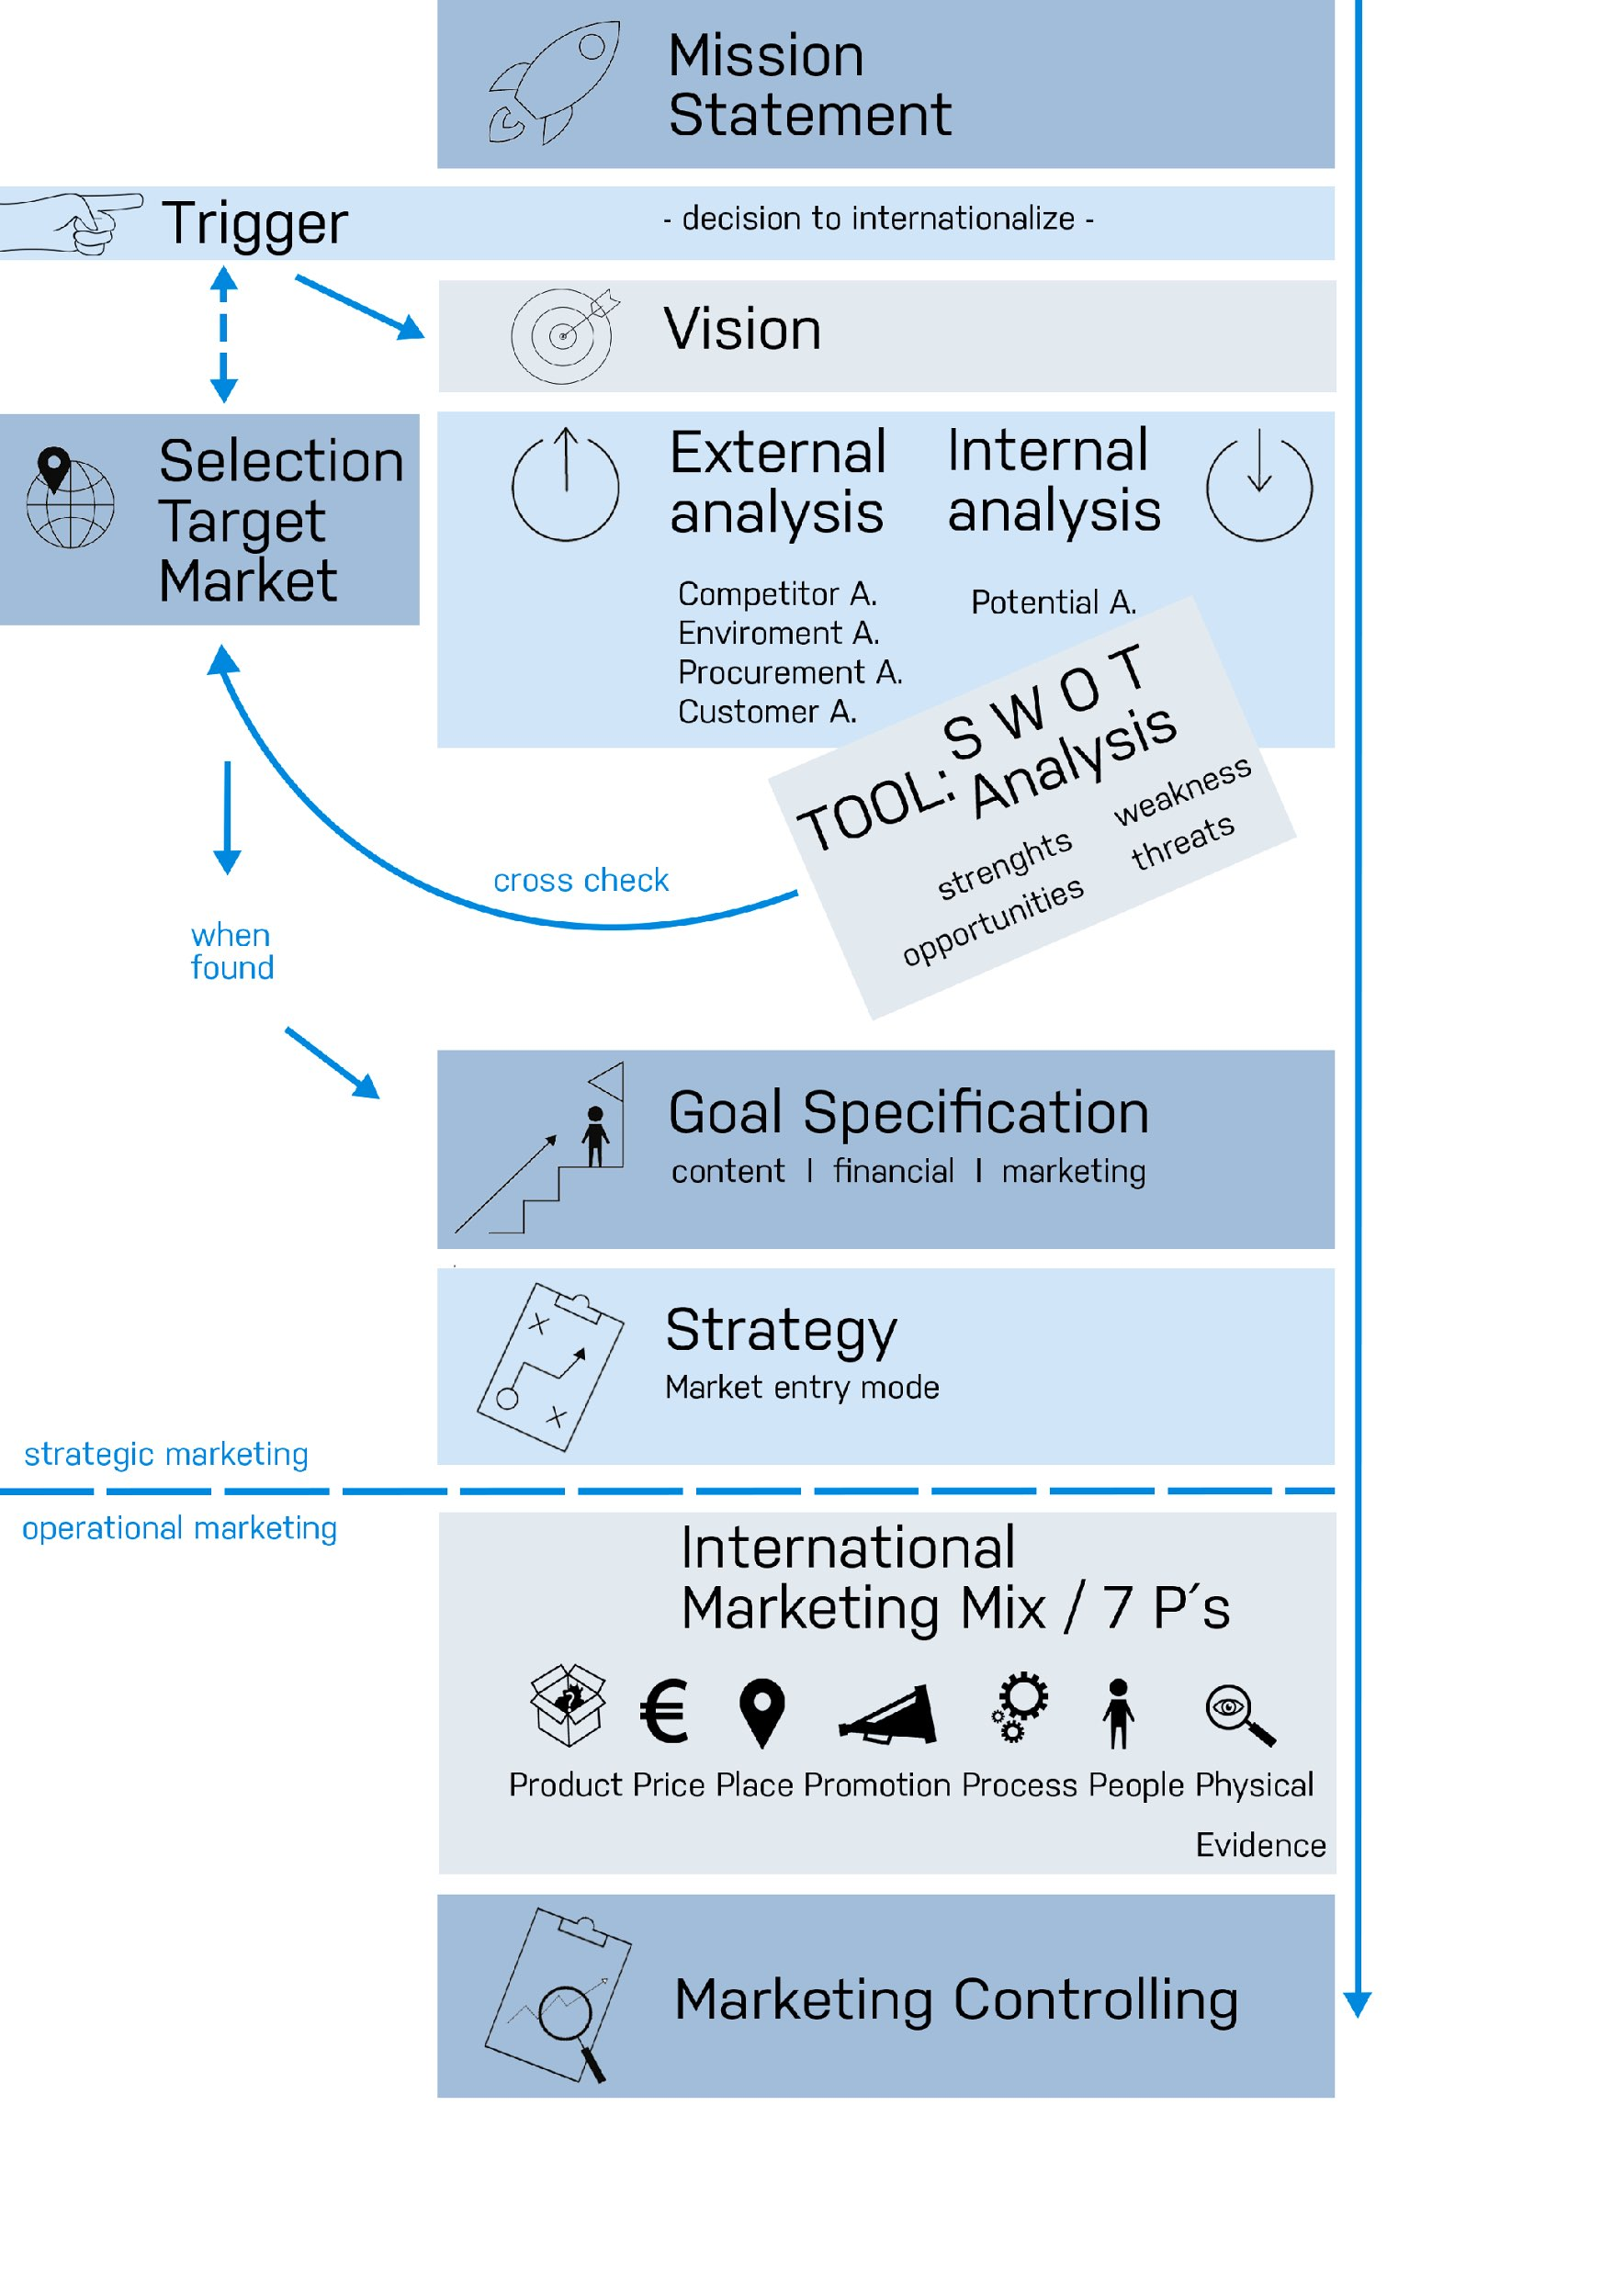 Mission
Statement
Trigger
- decision to internationalize -
Vision
Selection
Target
Market
External
analysis
Internal
analysis
Competitor A.
Enviroment A.
Procurement A.
Customer A.
Potential A.
TOOL: S W O T
Analysis
strenghts weakness
opportunities threats
cross check
when
found
Goal Specification
content | financial | marketing
Strategy
Market entry mode
strategic marketing
operational marketing
International
Marketing Mix / 7 P´s
?
€
Product Price Place Promotion Process People Physical
Evidence
Marketing Controlling